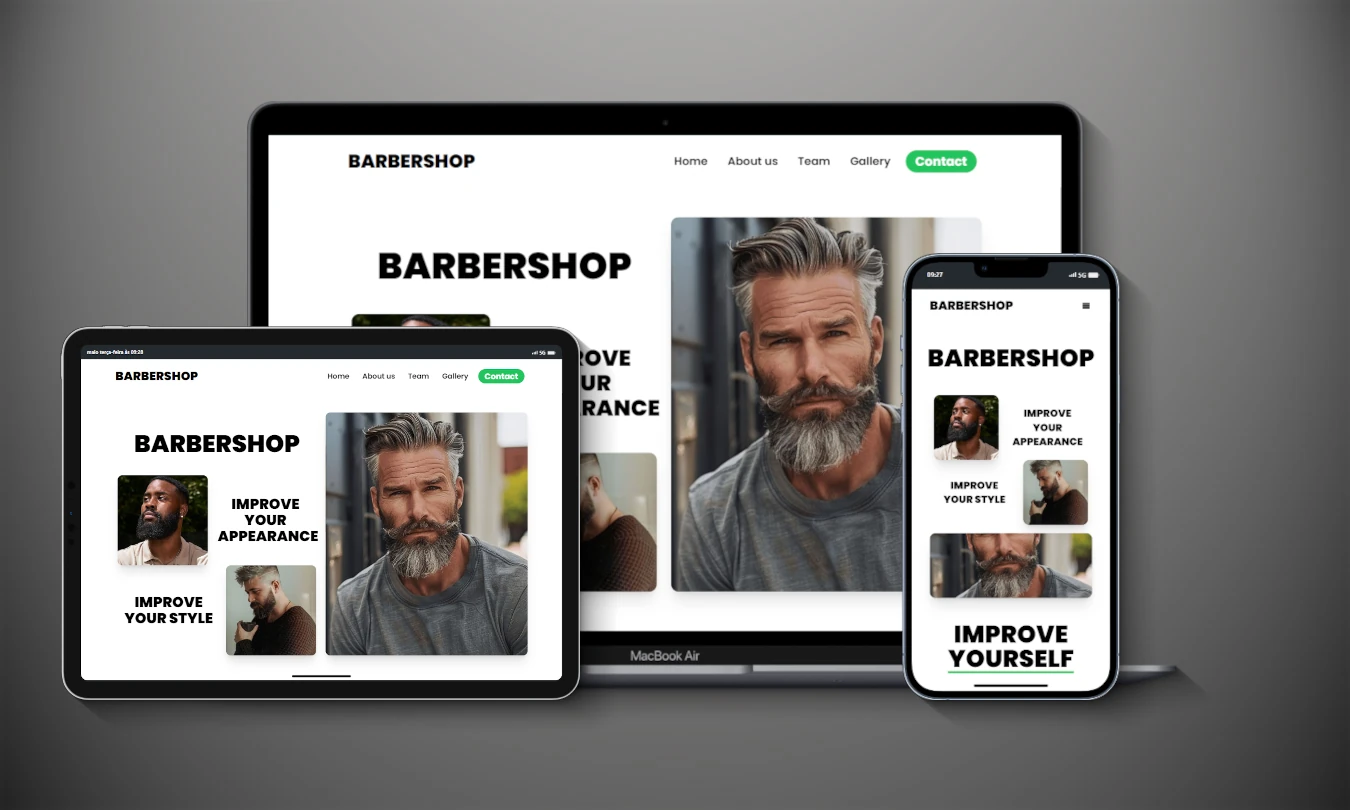 BARBERSHOP
Home About us Team Gallery Contact
BARBERSHOP
ROVE
UR
RANCE
MacBook Air
maio terça-feira às 09:28
5G
BARBERSHOP
Home About us Team Gallery Contact
BARBERSHOP
IMPROVE
YOUR
APPEARANCE
IMPROVE
YOUR STYLE
09:27
5G
BARBERSHOP
BARBERSHOP
IMPROVE
YOUR
APPEARANCE
IMPROVE
YOUR STYLE
IMPROVE
YOURSELF